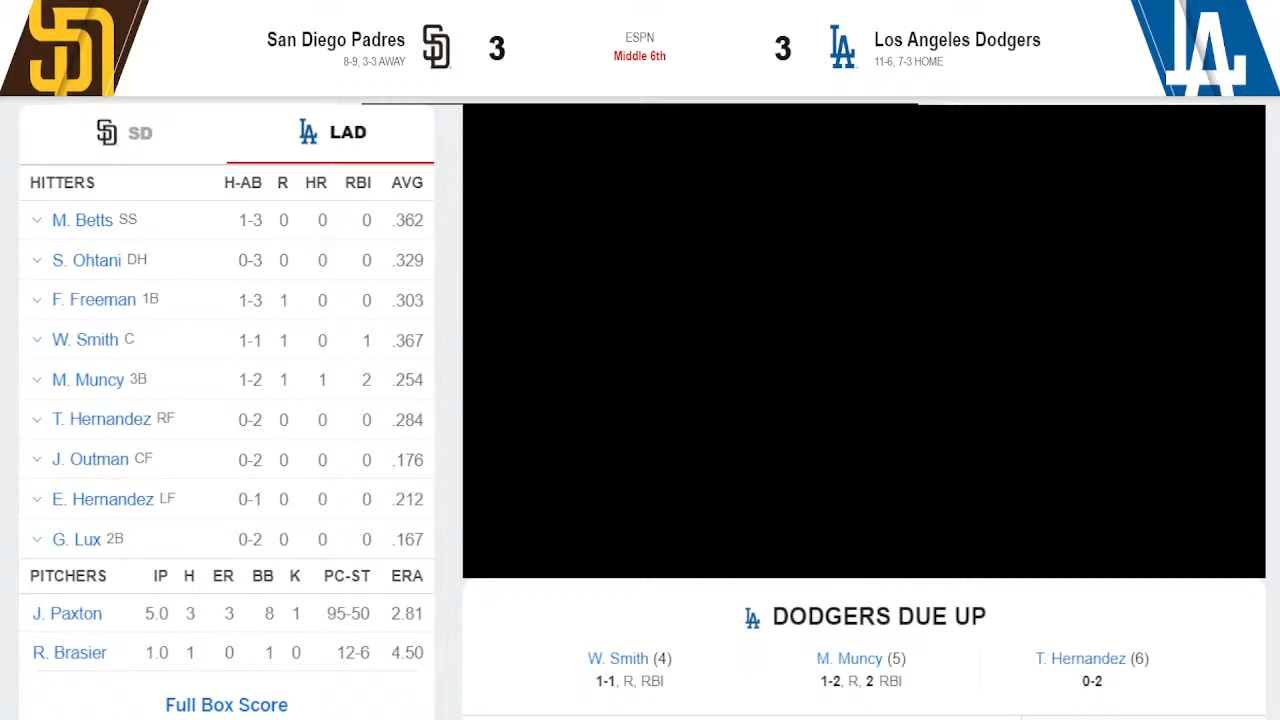 San Diego Padres SD 3 ESPN 3 LA Los Angeles Dodgers
8-9, 3-3 AWAY Middle 6th 11-6, 7-3 HOME
SD LA
SD SD LA LAD
HITTERS H-AB R HR RBI AVG
M. Betts SS 1-3 0 0 0 .362
S. Ohtani DH 0-3 0 0 0 .329
F. Freeman 1B 1-3 1 0 0 .303
W. Smith C 1-1 1 0 1 .367
M. Muncy 3B 1-2 1 1 2 .254
T. Hernandez RF 0-2 0 0 0 .284
J. Outman CF 0-2 0 0 0 .176
E. Hernandez LF 0-1 0 0 0 .212
G. Lux 2B 0-2 0 0 0 .167
PITCHERS IP H ER BB K PC-ST ERA
J. Paxton 5.0 3 3 8 1 95-50 2.81
R. Brasier 1.0 1 0 1 0 12-6 4.50
Full Box Score
LA DODGERS DUE UP
W. Smith (4) M. Muncy (5) T. Hernandez (6)
1-1, R, RBI 1-2, R, 2 RBI 0-2